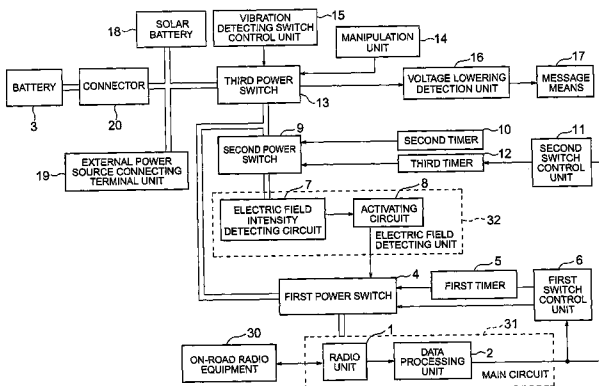 15
VIBRATION
DETECTING SWITCH
CONTROL UNIT
18
SOLAR
BATTERY
MANIPULATION
UNIT
14
16
17
BATTERY
3
CONNECTOR
20
THIRD POWER
SWITCH
13
VOLTAGE LOWERING
DETECTION UNIT
MESSAGE
MEANS
9
SECOND POWER
SWITCH
SECOND TIMER
10
THIRD TIMER
12
11
SECOND
SWITCH
CONTROL
UNIT
19
EXTERNAL POWER
SOURCE CONNECTING
TERMINAL UNIT
7
ELECTRIC FIELD
INTENSITY
DETECTING CIRCUIT
8
ACTIVATING
CIRCUIT
ELECTRIC FIELD
DETECTING UNIT
32
4
FIRST POWER SWITCH
5
FIRST TIMER
6
FIRST
SWITCH
CONTROL
UNIT
30
ON-ROAD RADIO
EQUIPMENT
1
RADIO
UNIT
31
DATA
PROCESSING
UNIT
2
MAIN CIRCUIT